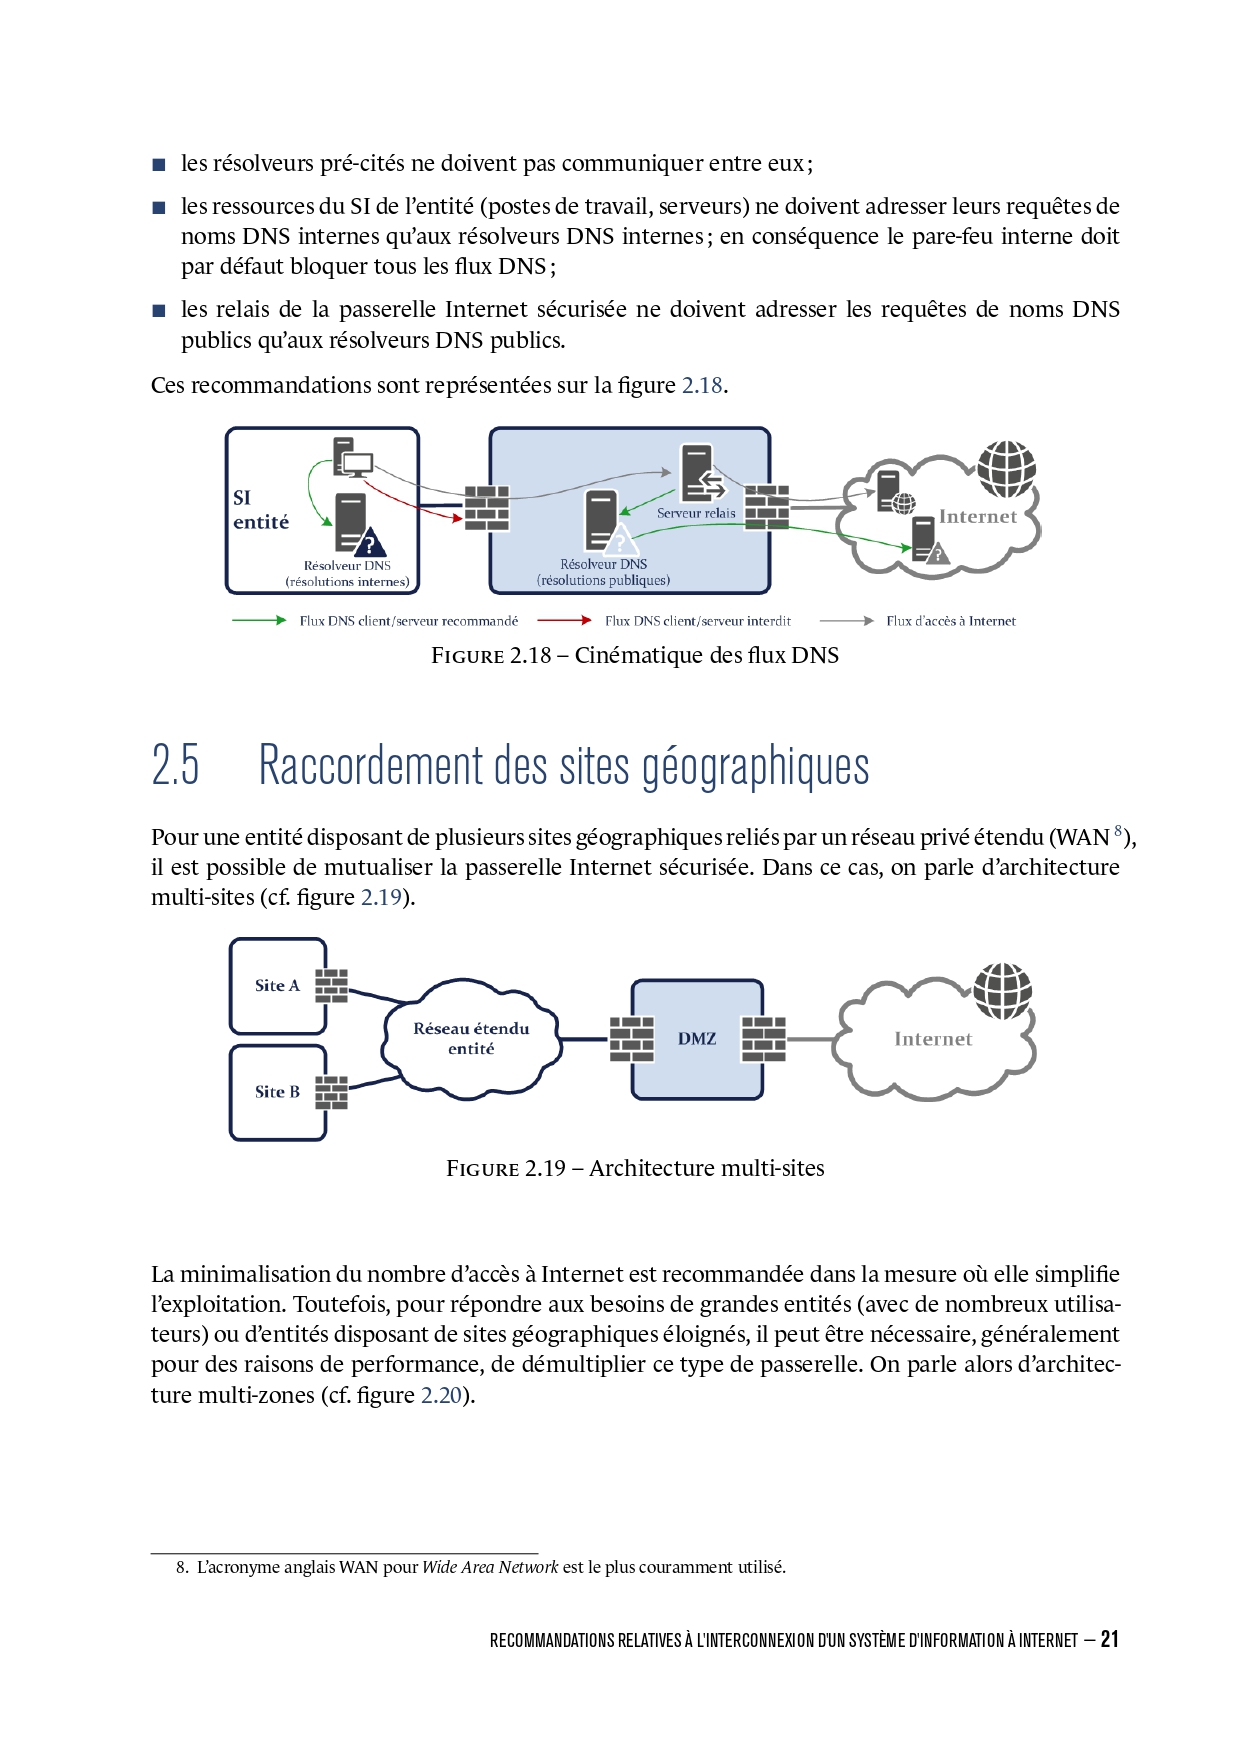 ■ les résolveurs pré-cités ne doivent pas communiquer entre eux ;
■ les ressources du SI de l'entité (postes de travail, serveurs) ne doivent adresser leurs requêtes de
noms DNS internes qu'aux résolveurs DNS internes ; en conséquence le pare-feu interne doit
par défaut bloquer tous les flux DNS ;
■ les relais de la passerelle Internet sécurisée ne doivent adresser les requêtes de noms DNS
publics qu'aux résolveurs DNS publics.
Ces recommandations sont représentées sur la figure 2.18.
SI
entité
?
Résolveur DNS
(résolutions internes)
Serveur relais
?
Résolveur DNS
(résolutions publiques)
Internet
?
Flux DNS client/serveur recommandé
Flux DNS client/serveur interdit
Flux d'accès à Internet
FIGURE 2.18 – Cinématique des flux DNS
2.5 Raccordement des sites géographiques
Pour une entité disposant de plusieurs sites géographiques reliés par un réseau privé étendu (WAN 8),
il est possible de mutualiser la passerelle Internet sécurisée. Dans ce cas, on parle d'architecture
multi-sites (cf. figure 2.19).
Site A
Site B
Réseau étendu
entité
DMZ
Internet
FIGURE 2.19 – Architecture multi-sites
La minimalisation du nombre d'accès à Internet est recommandée dans la mesure où elle simplifie
l'exploitation. Toutefois, pour répondre aux besoins de grandes entités (avec de nombreux utilisa-
teurs) ou d'entités disposant de sites géographiques éloignés, il peut être nécessaire, généralement
pour des raisons de performance, de démultiplier ce type de passerelle. On parle alors d'architec-
ture multi-zones (cf. figure 2.20).
8. L'acronyme anglais WAN pour Wide Area Network est le plus couramment utilisé.
RECOMMANDATIONS RELATIVES À L'INTERCONNEXION D'UN SYSTÈME D'INFORMATION À INTERNET – 21